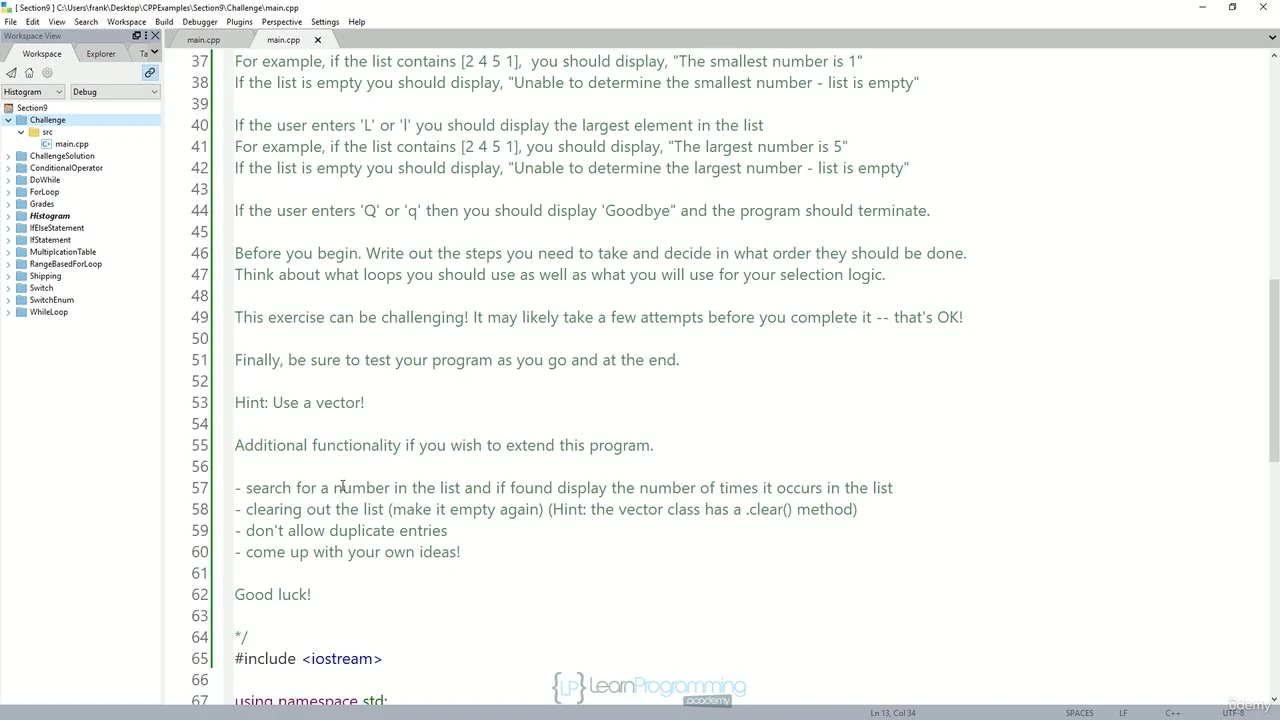 [ Section9 ] C:\Users\frank\Desktop\CPPExamples\Section9\Challenge\main.cpp
File Edit View Search Workspace Build Debugger Plugins Perspective Settings Help
Workspace View
main.cpp main.cpp
Workspace Explorer Ta
Histogram Debug
Section9
Challenge
src
main.cpp
ChallengeSolution
ConditionalOperator
DoWhile
ForLoop
Grades
Histogram
IfElseStatement
IfStatement
MultiplcationTable
RangeBasedForLoop
Shipping
Switch
SwitchEnum
WhileLoop
37 For example, if the list contains [2 4 5 1],  you should display, "The smallest number is 1"
38 If the list is empty you should display, "Unable to determine the smallest number - list is empty"
39
40 If the user enters 'L' or 'l' you should display the largest element in the list
41 For example, if the list contains [2 4 5 1], you should display, "The largest number is 5"
42 If the list is empty you should display, "Unable to determine the largest number - list is empty"
43
44 If the user enters 'Q' or 'q' then you should display 'Goodbye" and the program should terminate.
45
46 Before you begin. Write out the steps you need to take and decide in what order they should be done.
47 Think about what loops you should use as well as what you will use for your selection logic.
48
49 This exercise can be challenging! It may likely take a few attempts before you complete it -- that's OK!
50
51 Finally, be sure to test your program as you go and at the end.
52
53 Hint: Use a vector!
54
55 Additional functionality if you wish to extend this program.
56
57 - search for a number in the list and if found display the number of times it occurs in the list
58 - clearing out the list (make it empty again) (Hint: the vector class has a .clear() method)
59 - don't allow duplicate entries
60 - come up with your own ideas!
61
62 Good luck!
63
64 */
65 #include <iostream>
66
67 using namespace std;
{LP} LearnProgramming
academy
Ln 13, Col 34 SPACES LF C++ UTF-8
ûdemy